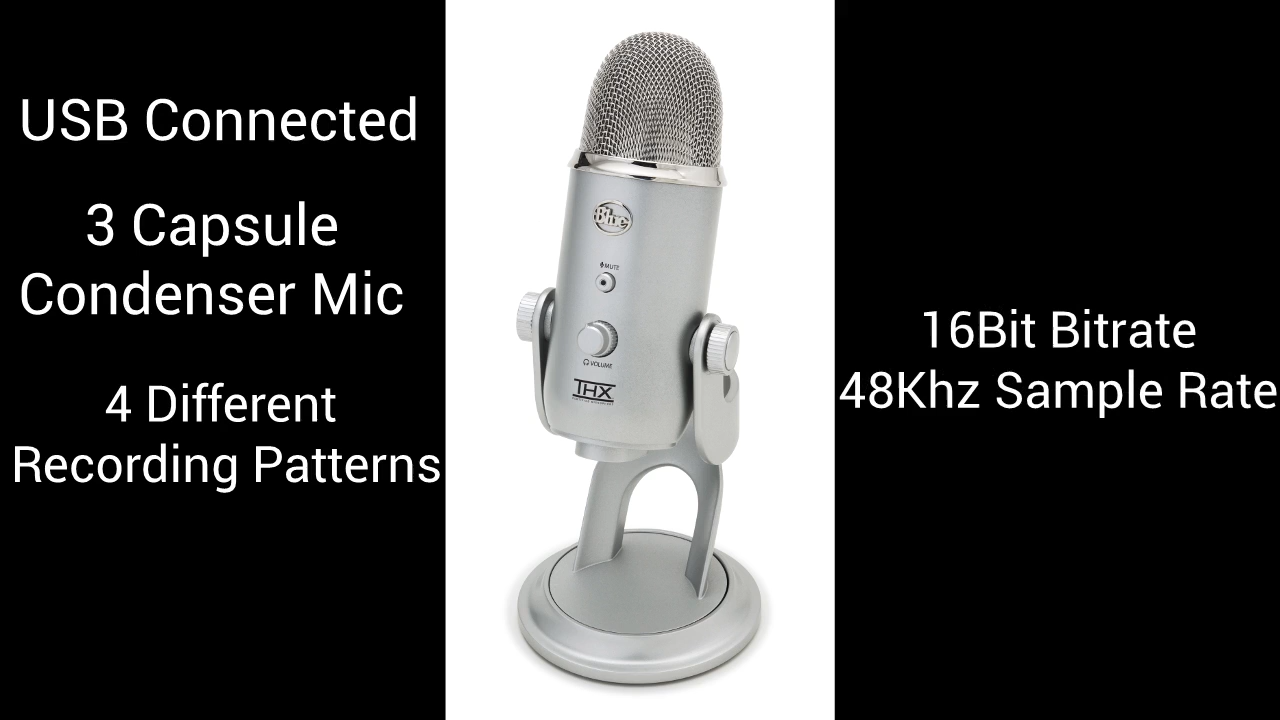 USB Connected
3 Capsule
Condenser Mic
4 Different
Recording Patterns
Blue
MUTE
VOLUME
THX
16Bit Bitrate
48Khz Sample Rate